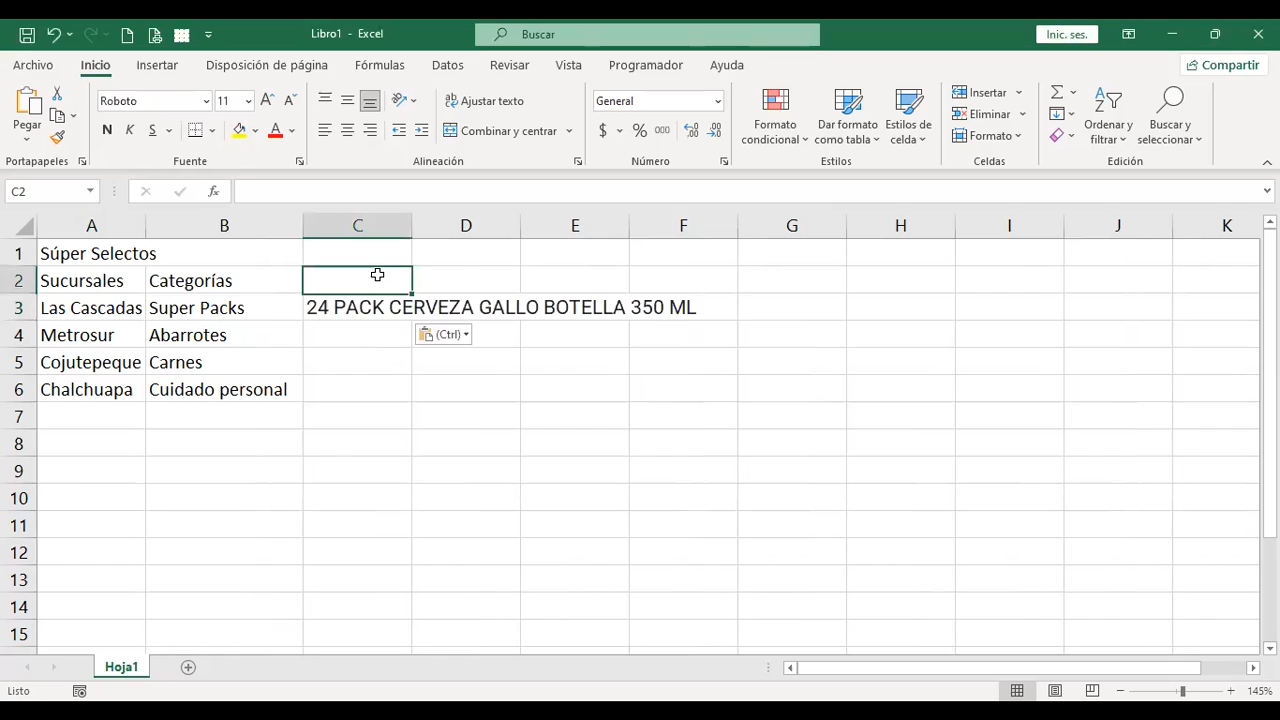 Libro1 - Excel
Buscar
Inic. ses.
Archivo Inicio Insertar Disposición de página Fórmulas Datos Revisar Vista Programador Ayuda Compartir
Pegar
Portapapeles
Roboto 11
N K S A
Fuente
Ajustar texto
Combinar y centrar
Alineación
General
$ % 000
Número
Formato condicional
Dar formato como tabla
Estilos de celda
Estilos
Insertar
Eliminar
Formato
Celdas
Ordenar y filtrar
Buscar y seleccionar
Edición
C2 fx
A B C D E F G H I J K
1 Súper Selectos
2 Sucursales Categorías
3 Las Cascadas Super Packs 24 PACK CERVEZA GALLO BOTELLA 350 ML
4 Metrosur Abarrotes (Ctrl)
5 Cojutepeque Carnes
6 Chalchuapa Cuidado personal
7
8
9
10
11
12
13
14
15
Hoja1
Listo 145%